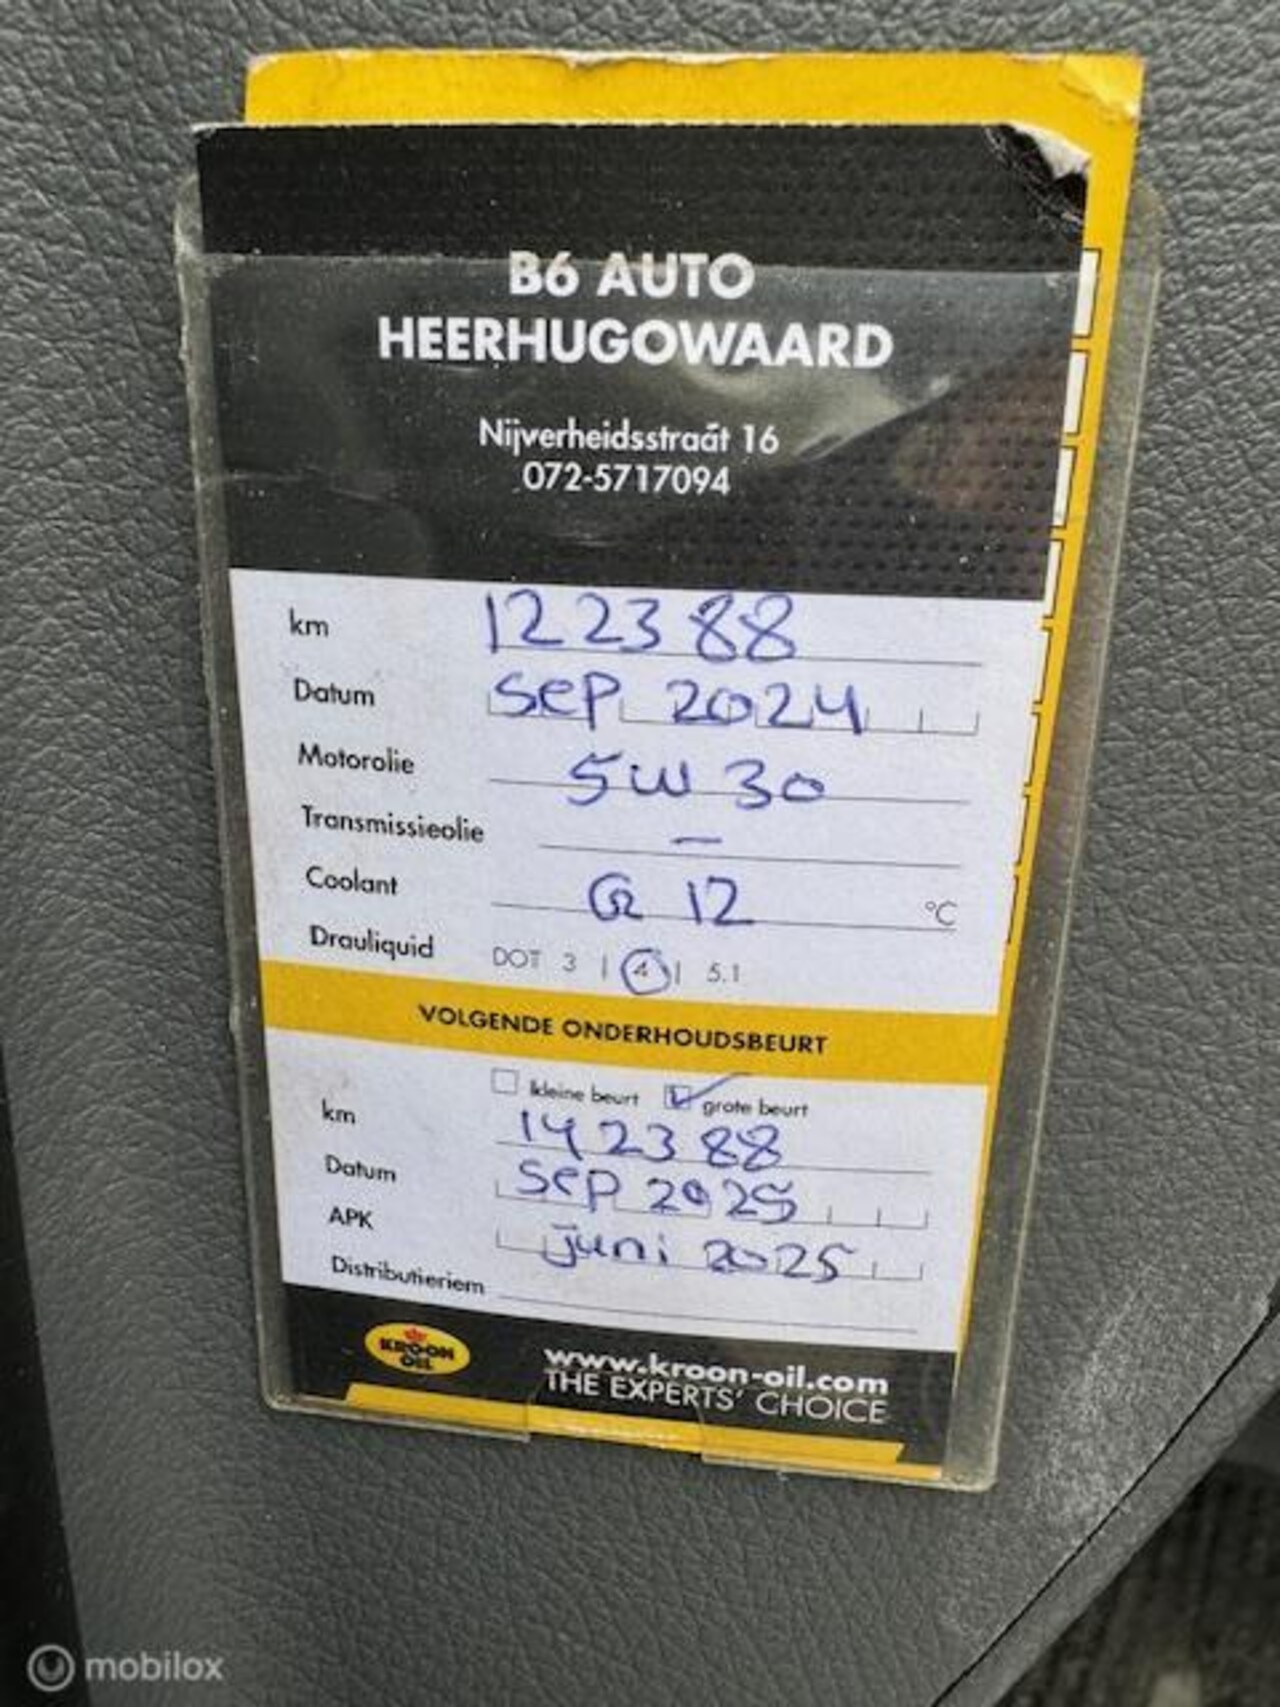 B6 AUTO
HEERHUGOWAARD
Nijverheidsstraat 16
072-5717094
km 122388
Datum sep 2024
Motorolie 5W30
Transmissieolie —
Coolant G12 °C
Drauliquid DOT 3 | 4 | 5.1
VOLGENDE ONDERHOUDSBEURT
kleine beurt grote beurt
km 142388
Datum sep 2025
APK juni 2025
Distributieriem
KROON OIL
www.kroon-oil.com
THE EXPERTS' CHOICE
mobilox